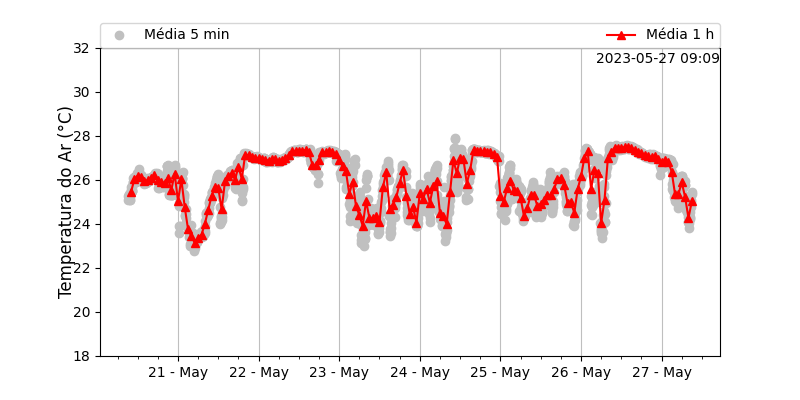 Média 5 min
Média 1 h
2023-05-27 09:09
Temperatura do Ar (°C)
32
30
28
26
24
22
20
18
21 - May
22 - May
23 - May
24 - May
25 - May
26 - May
27 - May